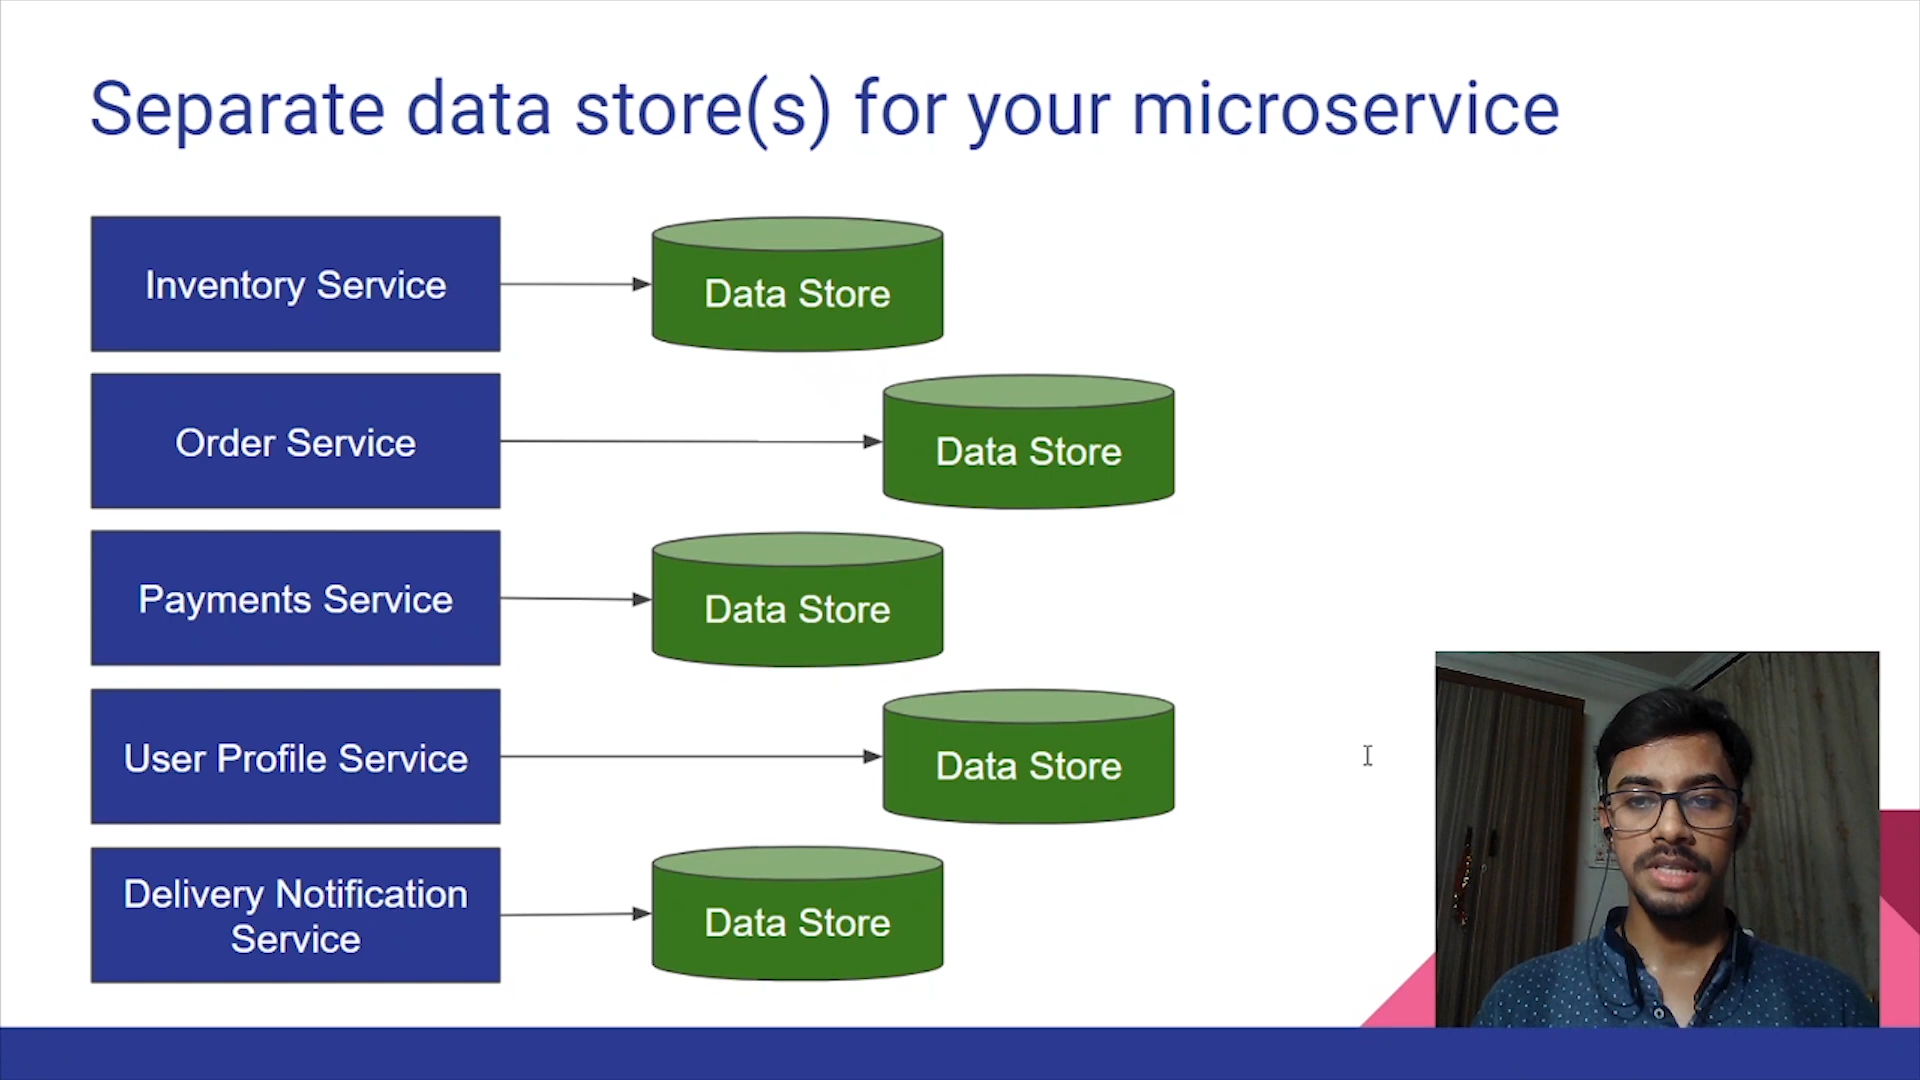 Separate data store(s) for your microservice
Inventory Service
Data Store
Order Service
Data Store
Payments Service
Data Store
User Profile Service
Data Store
Delivery Notification
Service
Data Store